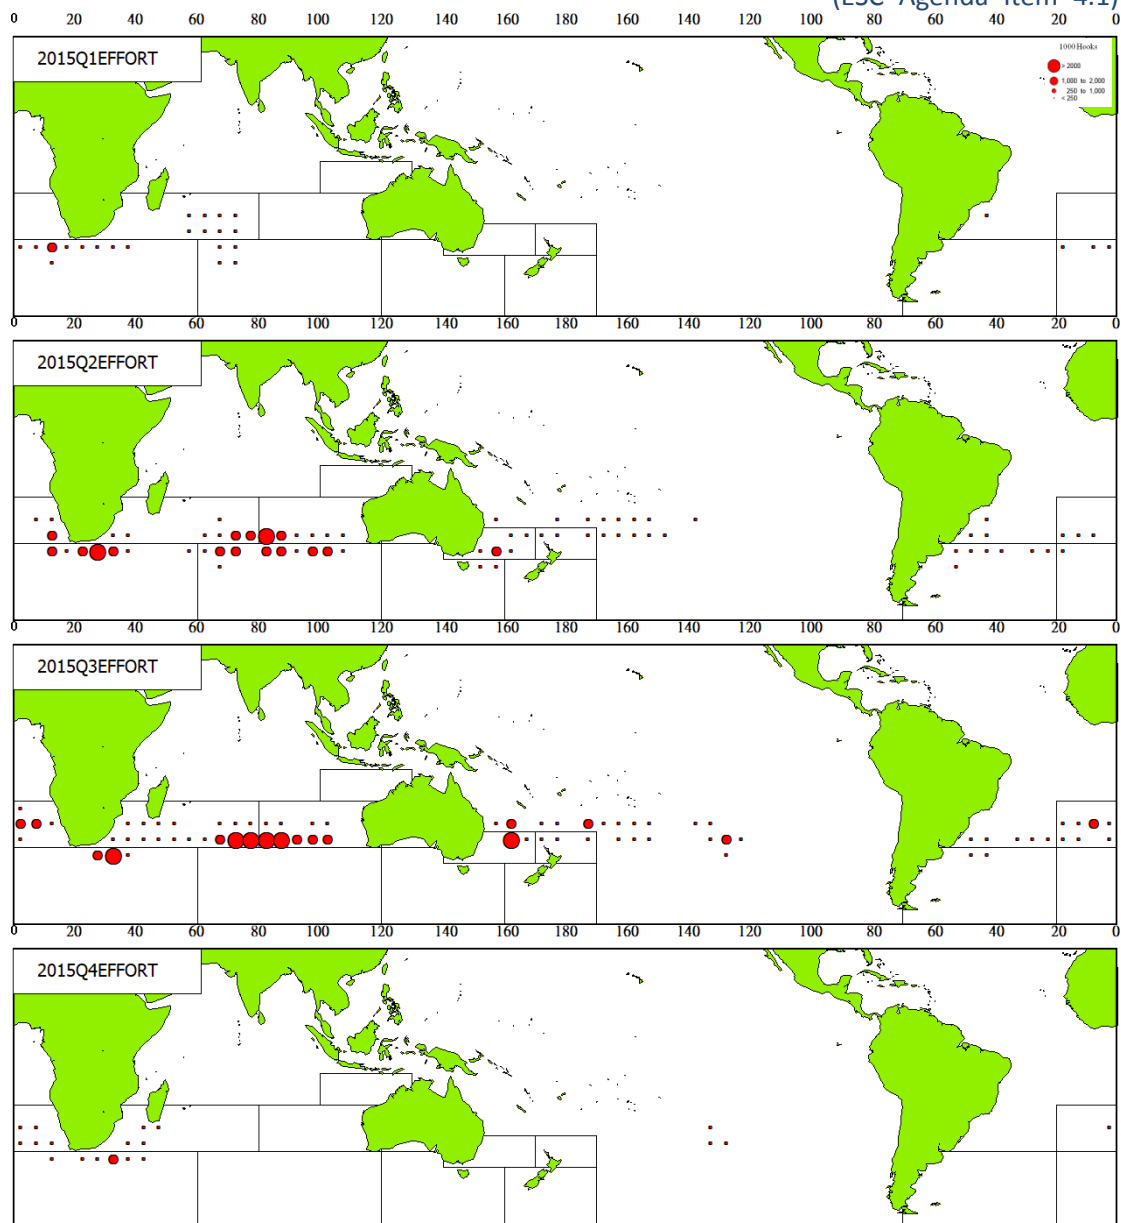 (ESC Agenda Item 4.1)
0 20 40 60 80 100 120 140 160 180 160 140 120 100 80 60 40 20 0
2015Q1EFFORT
1000 Hooks
> 2000
1,000 to 2,000
250 to 1,000
< 250
0 20 40 60 80 100 120 140 160 180 160 140 120 100 80 60 40 20 0
2015Q2EFFORT
0 20 40 60 80 100 120 140 160 180 160 140 120 100 80 60 40 20 0
2015Q3EFFORT
0 20 40 60 80 100 120 140 160 180 160 140 120 100 80 60 40 20 0
2015Q4EFFORT